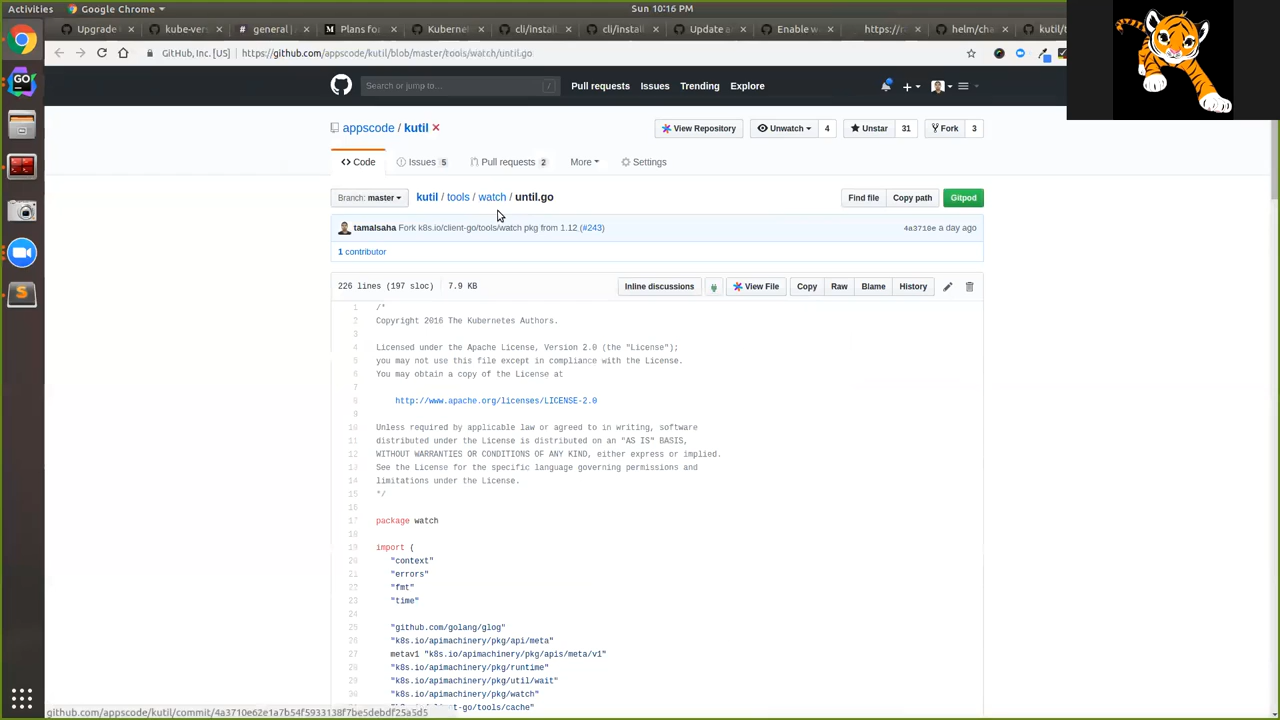 Activities
Google Chrome
Sun 10:16 PM
Upgrade
kube-vers
# general
Plans for
Kubernet
cli/install
cli/install
Update a
Enable w
https://ra
helm/cha
kutil/t
GitHub, Inc. [US]
https://github.com/appscode/kutil/blob/master/tools/watch/until.go
Search or jump to...
/
Pull requests
Issues
Trending
Explore
appscode / kutil
View Repository
Unwatch
4
Unstar
31
Fork
3
Code
Issues 5
Pull requests 2
More
Settings
Branch: master
kutil / tools / watch / until.go
Find file
Copy path
Gitpod
tamalsaha Fork k8s.io/client-go/tools/watch pkg from 1.12 (#243)
4a3710e a day ago
1 contributor
226 lines (197 sloc)
7.9 KB
Inline discussions
View File
Copy
Raw
Blame
History
1 /*
2 Copyright 2016 The Kubernetes Authors.
3
4 Licensed under the Apache License, Version 2.0 (the "License");
5 you may not use this file except in compliance with the License.
6 You may obtain a copy of the License at
7
8 http://www.apache.org/licenses/LICENSE-2.0
9
10 Unless required by applicable law or agreed to in writing, software
11 distributed under the License is distributed on an "AS IS" BASIS,
12 WITHOUT WARRANTIES OR CONDITIONS OF ANY KIND, either express or implied.
13 See the License for the specific language governing permissions and
14 limitations under the License.
15 */
16
17 package watch
18
19 import (
20 "context"
21 "errors"
22 "fmt"
23 "time"
24
25 "github.com/golang/glog"
26 "k8s.io/apimachinery/pkg/api/meta"
27 metav1 "k8s.io/apimachinery/pkg/apis/meta/v1"
28 "k8s.io/apimachinery/pkg/runtime"
29 "k8s.io/apimachinery/pkg/util/wait"
30 "k8s.io/apimachinery/pkg/watch"
github.com/appscode/kutil/commit/4a3710e62e1a7b54f5933138f7be5debdf25a5d5